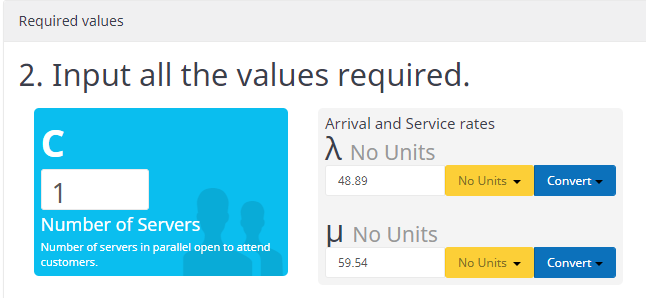 Required values
2. Input all the values required.
C
1
Number of Servers
Number of servers in parallel open to attend
customers.
Arrival and Service rates
λ No Units
48.89 No Units Convert
μ No Units
59.54 No Units Convert